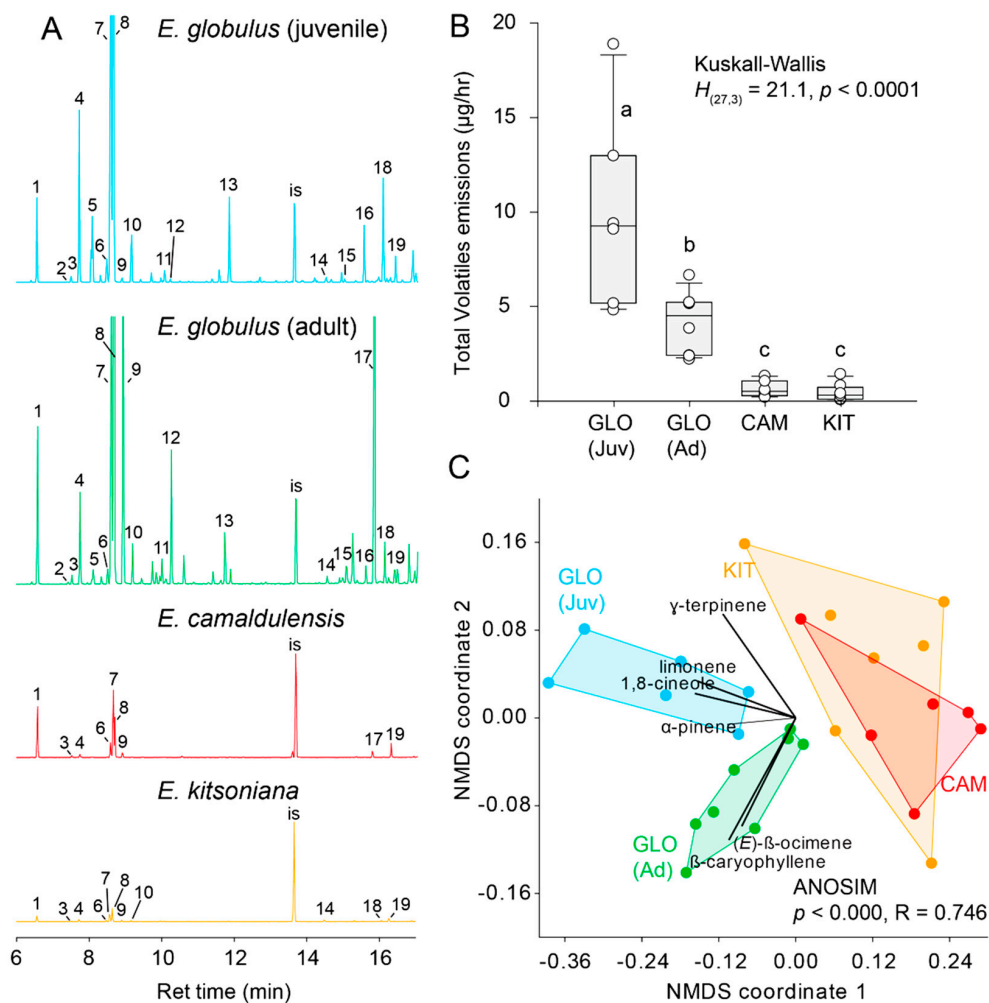 A
E. globulus (juvenile)
7
8
4
1
5
6
2
3
10
9
11
12
13
is
14
15
16
18
19
E. globulus (adult)
8
7
9
17
1
4
12
10
13
is
2
3
5
6
11
14
15
16
18
19
E. camaldulensis
is
7
1
8
6
3
4
9
17
19
E. kitsoniana
is
7
8
10
1
3
4
6
9
14
18
19
6 8 10 12 14 16
Ret time (min)
B
Total Volatiles emissions (µg/hr)
20
15
10
5
0
Kuskall-Wallis
H(27,3) = 21.1, p < 0.0001
a
b
c
c
GLO
(Juv)
GLO
(Ad)
CAM
KIT
C
NMDS coordinate 2
0.16
0.08
0.00
-0.08
-0.16
GLO
(Juv)
KIT
γ-terpinene
limonene
1,8-cineole
α-pinene
CAM
GLO
(Ad)
(E)-ß-ocimene
ß-caryophyllene
ANOSIM
p < 0.000, R = 0.746
-0.36 -0.24 -0.12 0.00 0.12 0.24
NMDS coordinate 1